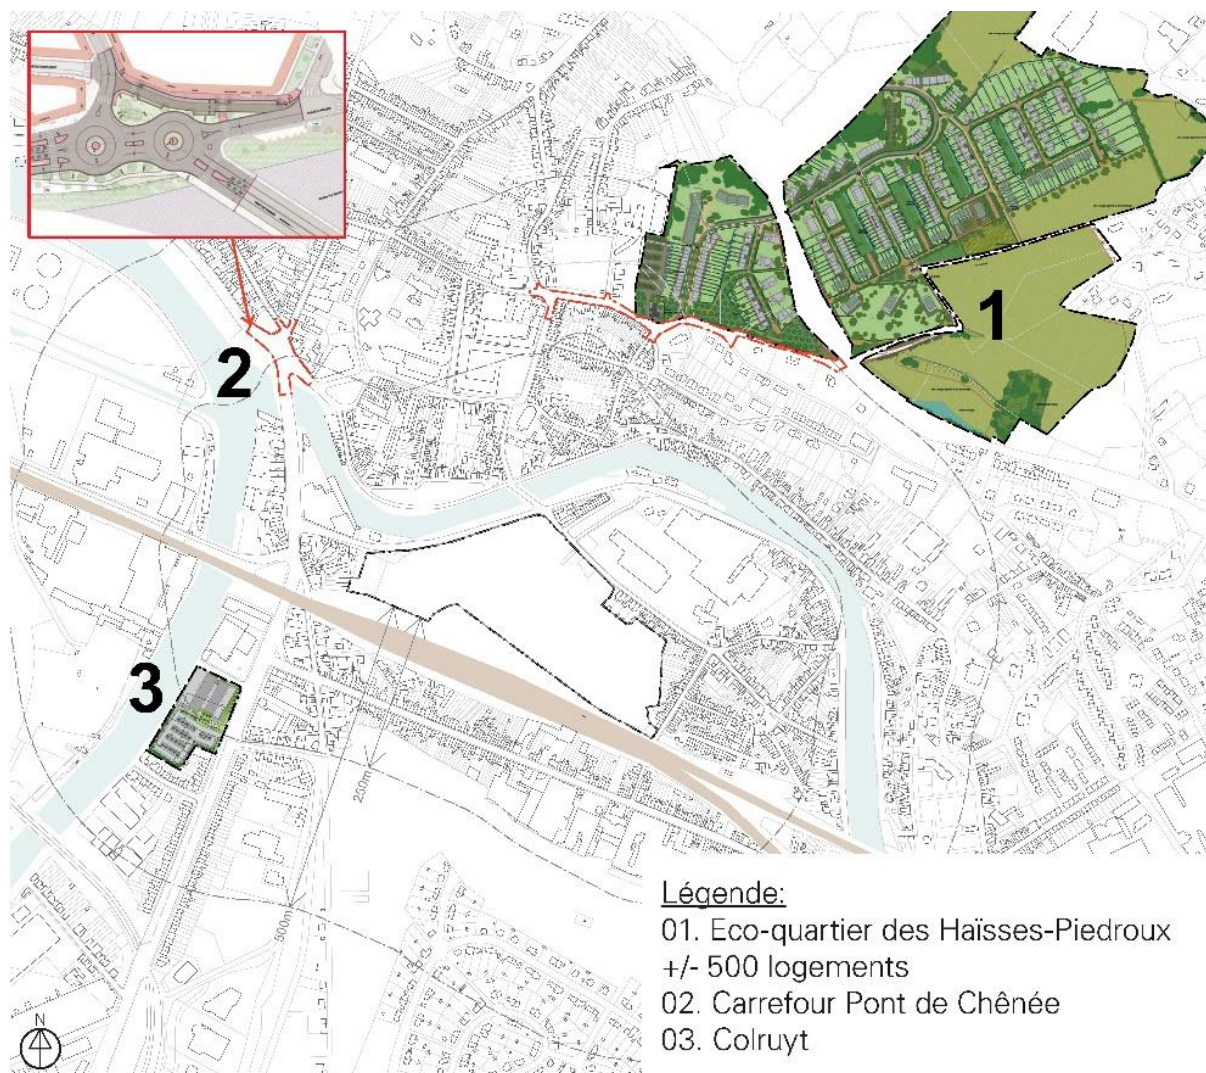 1
2
3
250m
500m
N
Légende:
01. Eco-quartier des Haïsses-Piedroux
+/- 500 logements
02. Carrefour Pont de Chênée
03. Colruyt